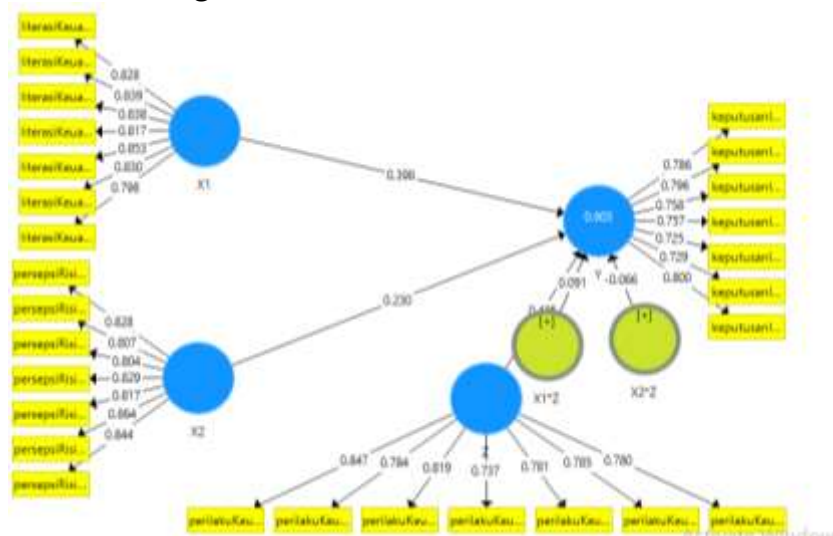 literasiKeua...
literasiKeua...
literasiKeua...
literasiKeua...
literasiKeua...
literasiKeua...
literasiKeua...
0.828
0.839
0.838
0.817
0.853
0.830
0.798
X1
persepsiRisi...
persepsiRisi...
persepsiRisi...
persepsiRisi...
persepsiRisi...
persepsiRisi...
persepsiRisi...
0.828
0.807
0.804
0.829
0.817
0.864
0.844
X2
0.398
0.230
0.803
Y
0.091
-0.066
[+]
X1*Z
[+]
X2*Z
keputusanI...
keputusanI...
keputusanI...
keputusanI...
keputusanI...
keputusanI...
keputusanI...
0.786
0.796
0.758
0.757
0.725
0.729
0.800
Z
0.847
0.784
0.819
0.737
0.781
0.785
0.780
perilakuKeu...
perilakuKeu...
perilakuKeu...
perilakuKeu...
perilakuKeu...
perilakuKeu...
perilakuKeu...